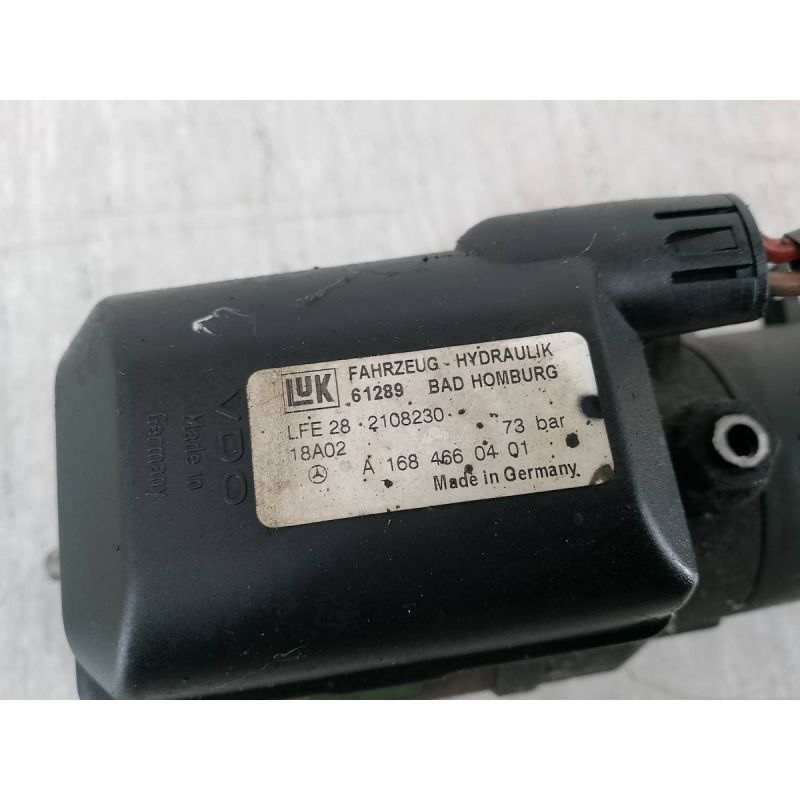 LuK
FAHRZEUG - HYDRAULIK
61289 BAD HOMBURG
LFE 28 - 2108230 73 bar
18A02
A 168 466 04 01
Made in Germany
VDO
Made in
Germany